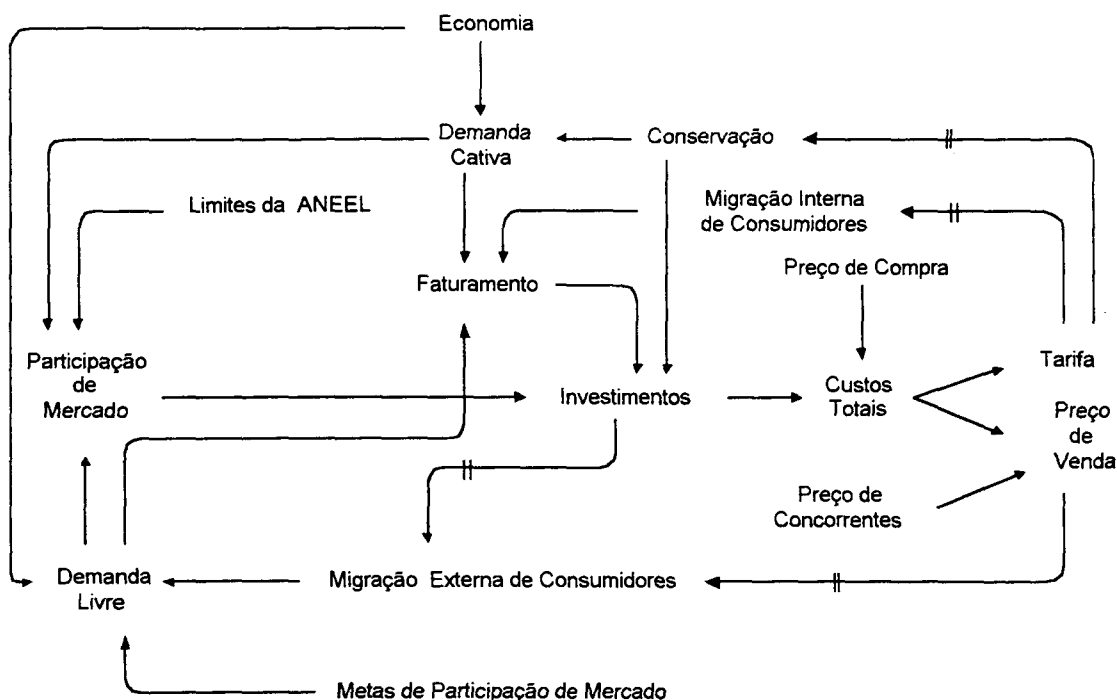 Economia
Demanda
Cativa
Conservação
Limites da ANEEL
Migração Interna
de Consumidores
Preço de Compra
Faturamento
Participação
de
Mercado
Investimentos
Custos
Totais
Tarifa
Preço
de
Venda
Preço de
Concorrentes
Demanda
Livre
Migração Externa de Consumidores
Metas de Participação de Mercado